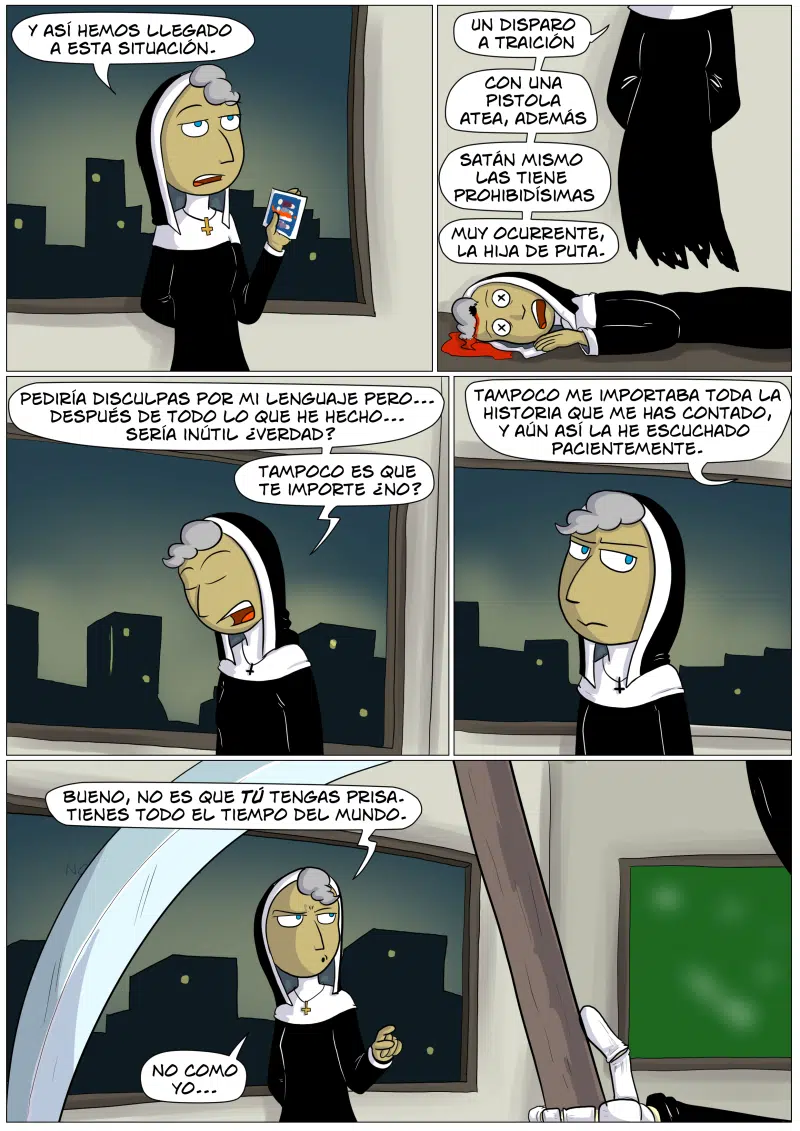 Y ASÍ HEMOS LLEGADO
A ESTA SITUACIÓN.
UN DISPARO
A TRAICIÓN
CON UNA
PISTOLA
ATEA, ADEMÁS
SATÁN MISMO
LAS TIENE
PROHIBIDÍSIMAS
MUY OCURRENTE,
LA HIJA DE PUTA.
PEDIRÍA DISCULPAS POR MI LENGUAJE PERO...
DESPUÉS DE TODO LO QUE HE HECHO...
SERÍA INÚTIL ¿VERDAD?
TAMPOCO ES QUE
TE IMPORTE ¿NO?
TAMPOCO ME IMPORTABA TODA LA
HISTORIA QUE ME HAS CONTADO,
Y AÚN ASÍ LA HE ESCUCHADO
PACIENTEMENTE.
BUENO, NO ES QUE TÚ TENGAS PRISA.
TIENES TODO EL TIEMPO DEL MUNDO.
NO COMO
YO...